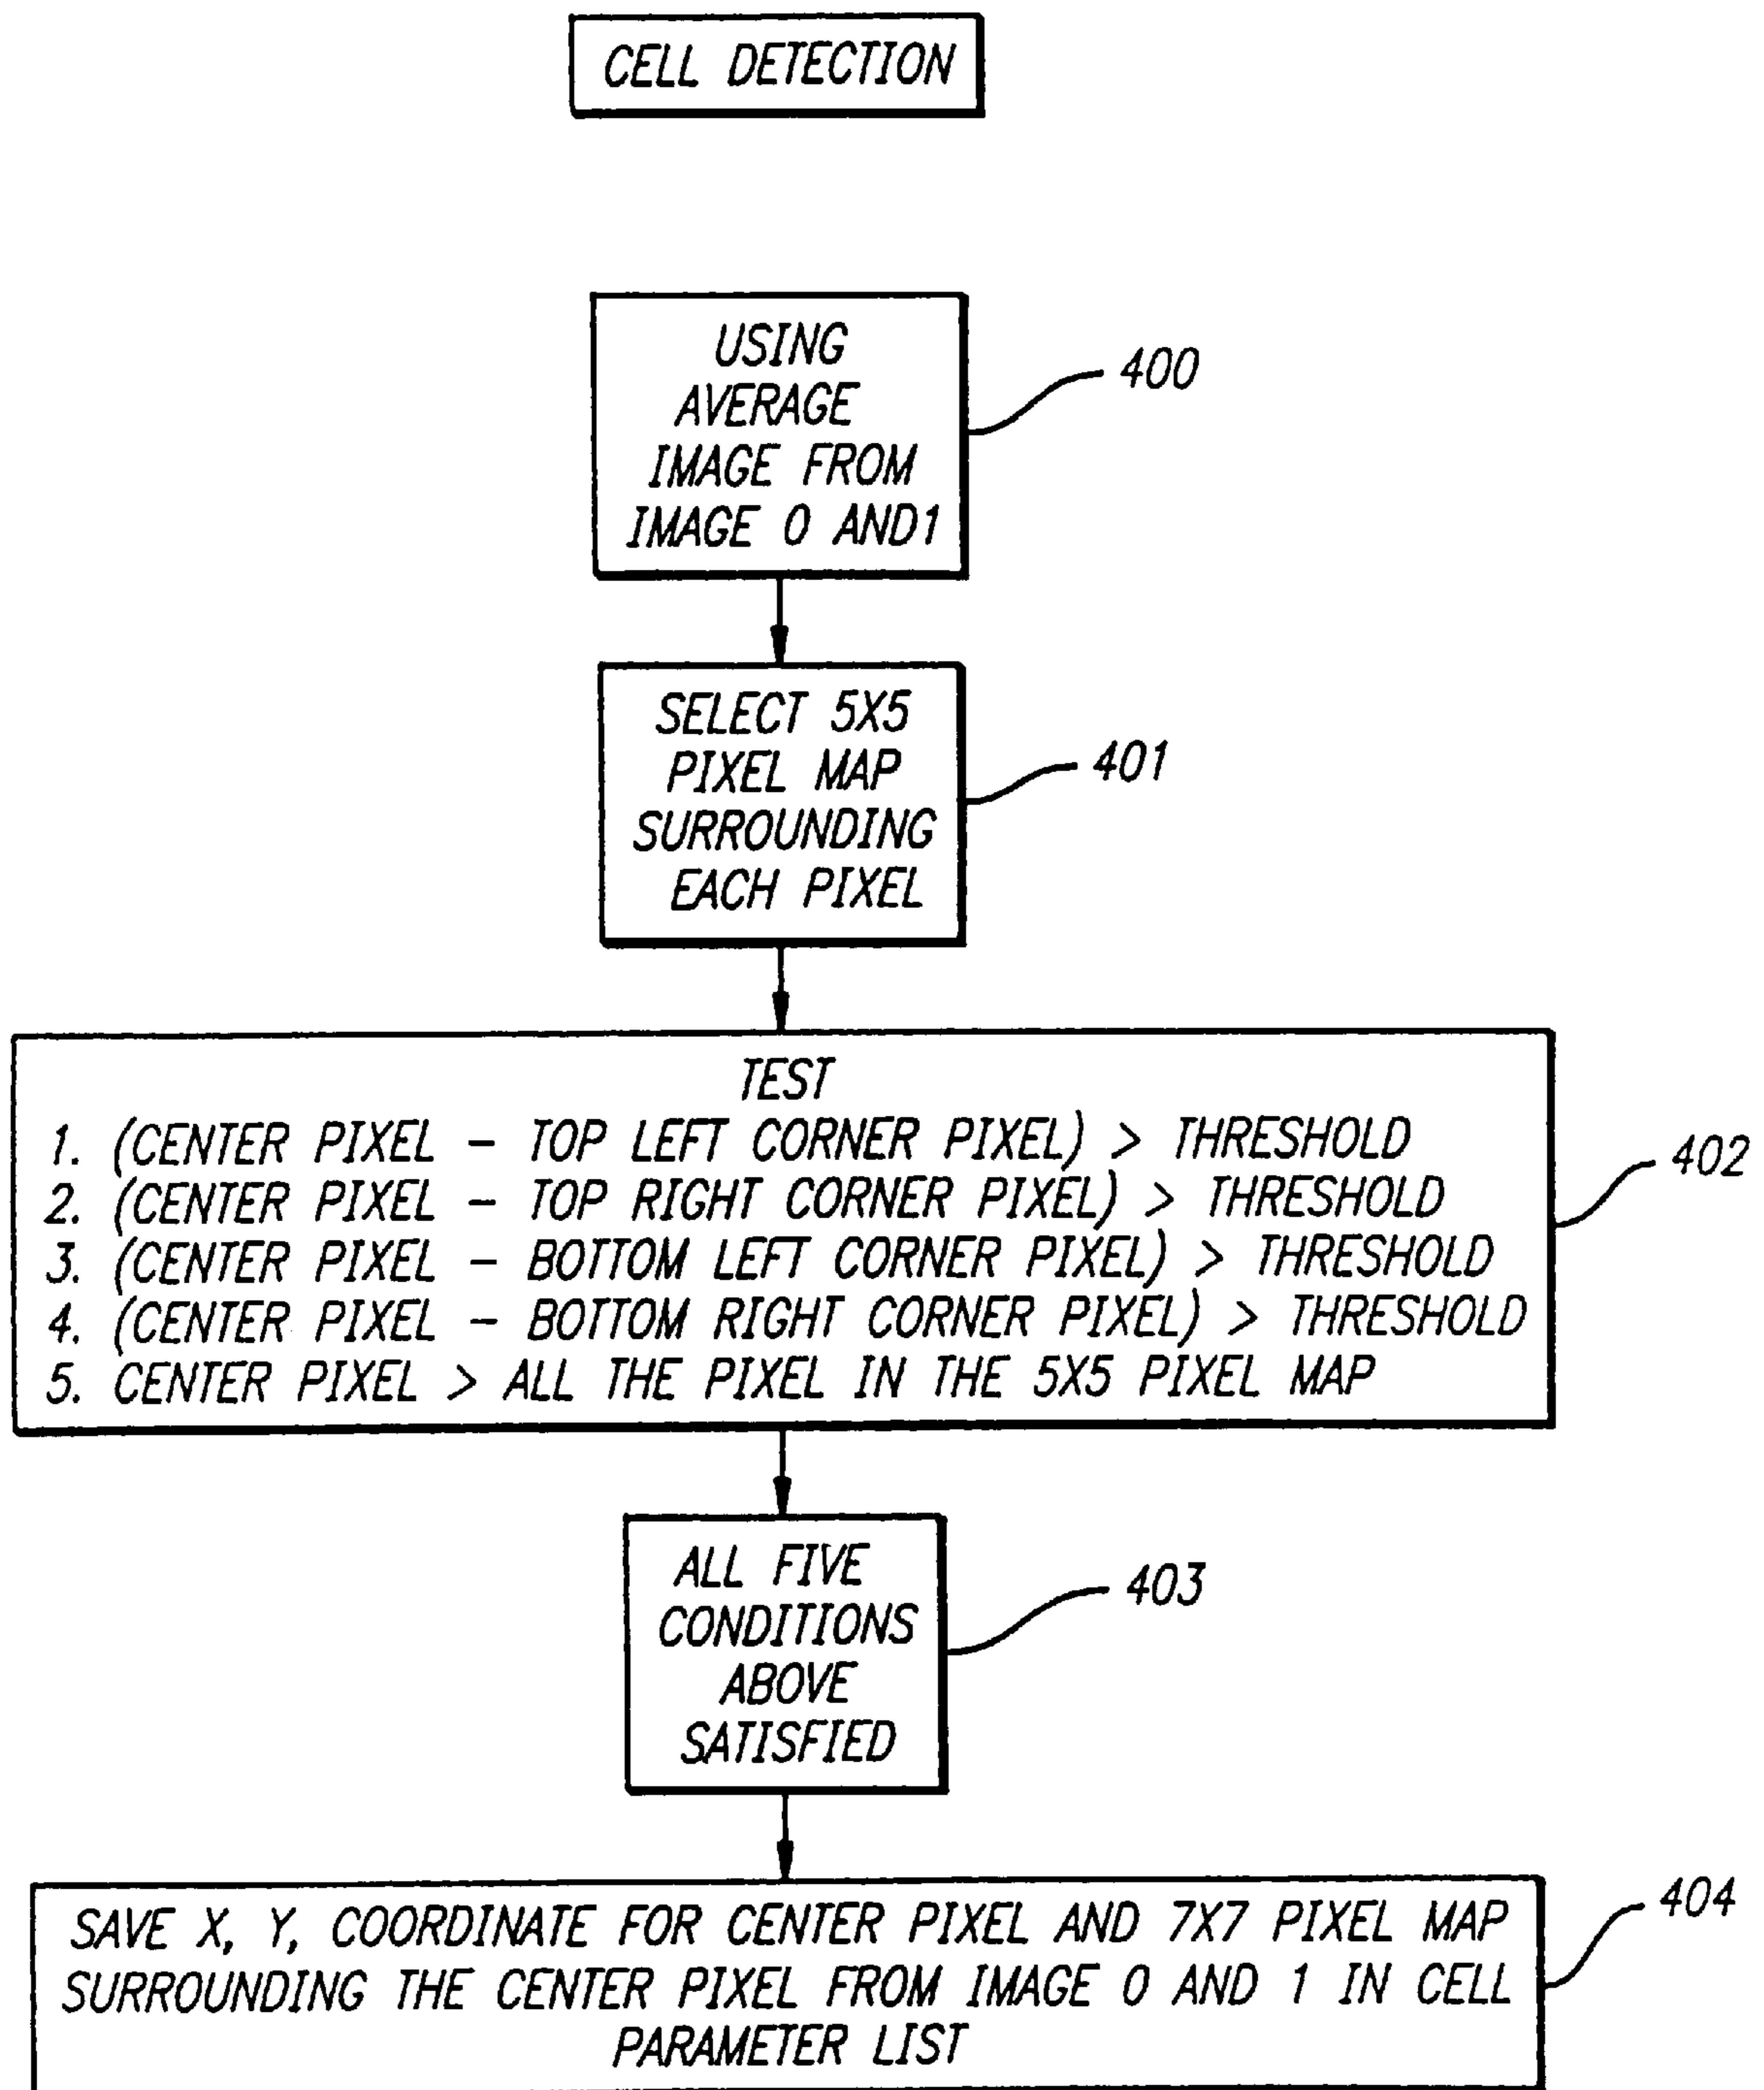 CELL DETECTION
USING
AVERAGE
IMAGE FROM
IMAGE 0 AND1
400
SELECT 5X5
PIXEL MAP
SURROUNDING
EACH PIXEL
401
TEST
1. (CENTER PIXEL - TOP LEFT CORNER PIXEL) > THRESHOLD
2. (CENTER PIXEL - TOP RIGHT CORNER PIXEL) > THRESHOLD
3. (CENTER PIXEL - BOTTOM LEFT CORNER PIXEL) > THRESHOLD
4. (CENTER PIXEL - BOTTOM RIGHT CORNER PIXEL) > THRESHOLD
5. CENTER PIXEL > ALL THE PIXEL IN THE 5X5 PIXEL MAP
402
ALL FIVE
CONDITIONS
ABOVE
SATISFIED
403
SAVE X, Y, COORDINATE FOR CENTER PIXEL AND 7X7 PIXEL MAP
SURROUNDING THE CENTER PIXEL FROM IMAGE 0 AND 1 IN CELL
PARAMETER LIST
404